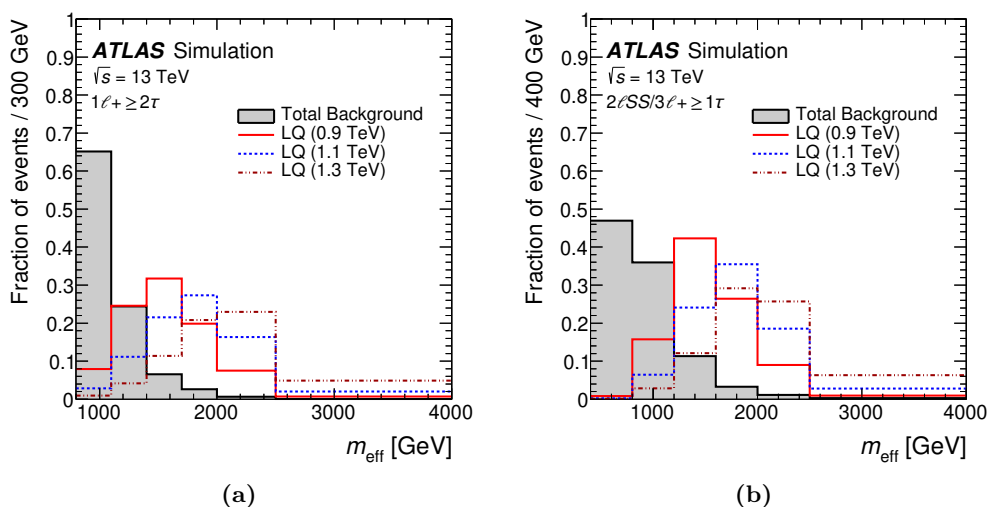 Fraction of events / 300 GeV
1
0.9
0.8
0.7
0.6
0.5
0.4
0.3
0.2
0.1
0
ATLAS Simulation
√s = 13 TeV
1ℓ+≥2τ
Total Background
LQ (0.9 TeV)
LQ (1.1 TeV)
LQ (1.3 TeV)
1000 2000 3000 4000
m_eff [GeV]
(a)
Fraction of events / 400 GeV
1
0.9
0.8
0.7
0.6
0.5
0.4
0.3
0.2
0.1
0
ATLAS Simulation
√s = 13 TeV
2ℓSS/3ℓ+≥1τ
Total Background
LQ (0.9 TeV)
LQ (1.1 TeV)
LQ (1.3 TeV)
1000 2000 3000 4000
m_eff [GeV]
(b)